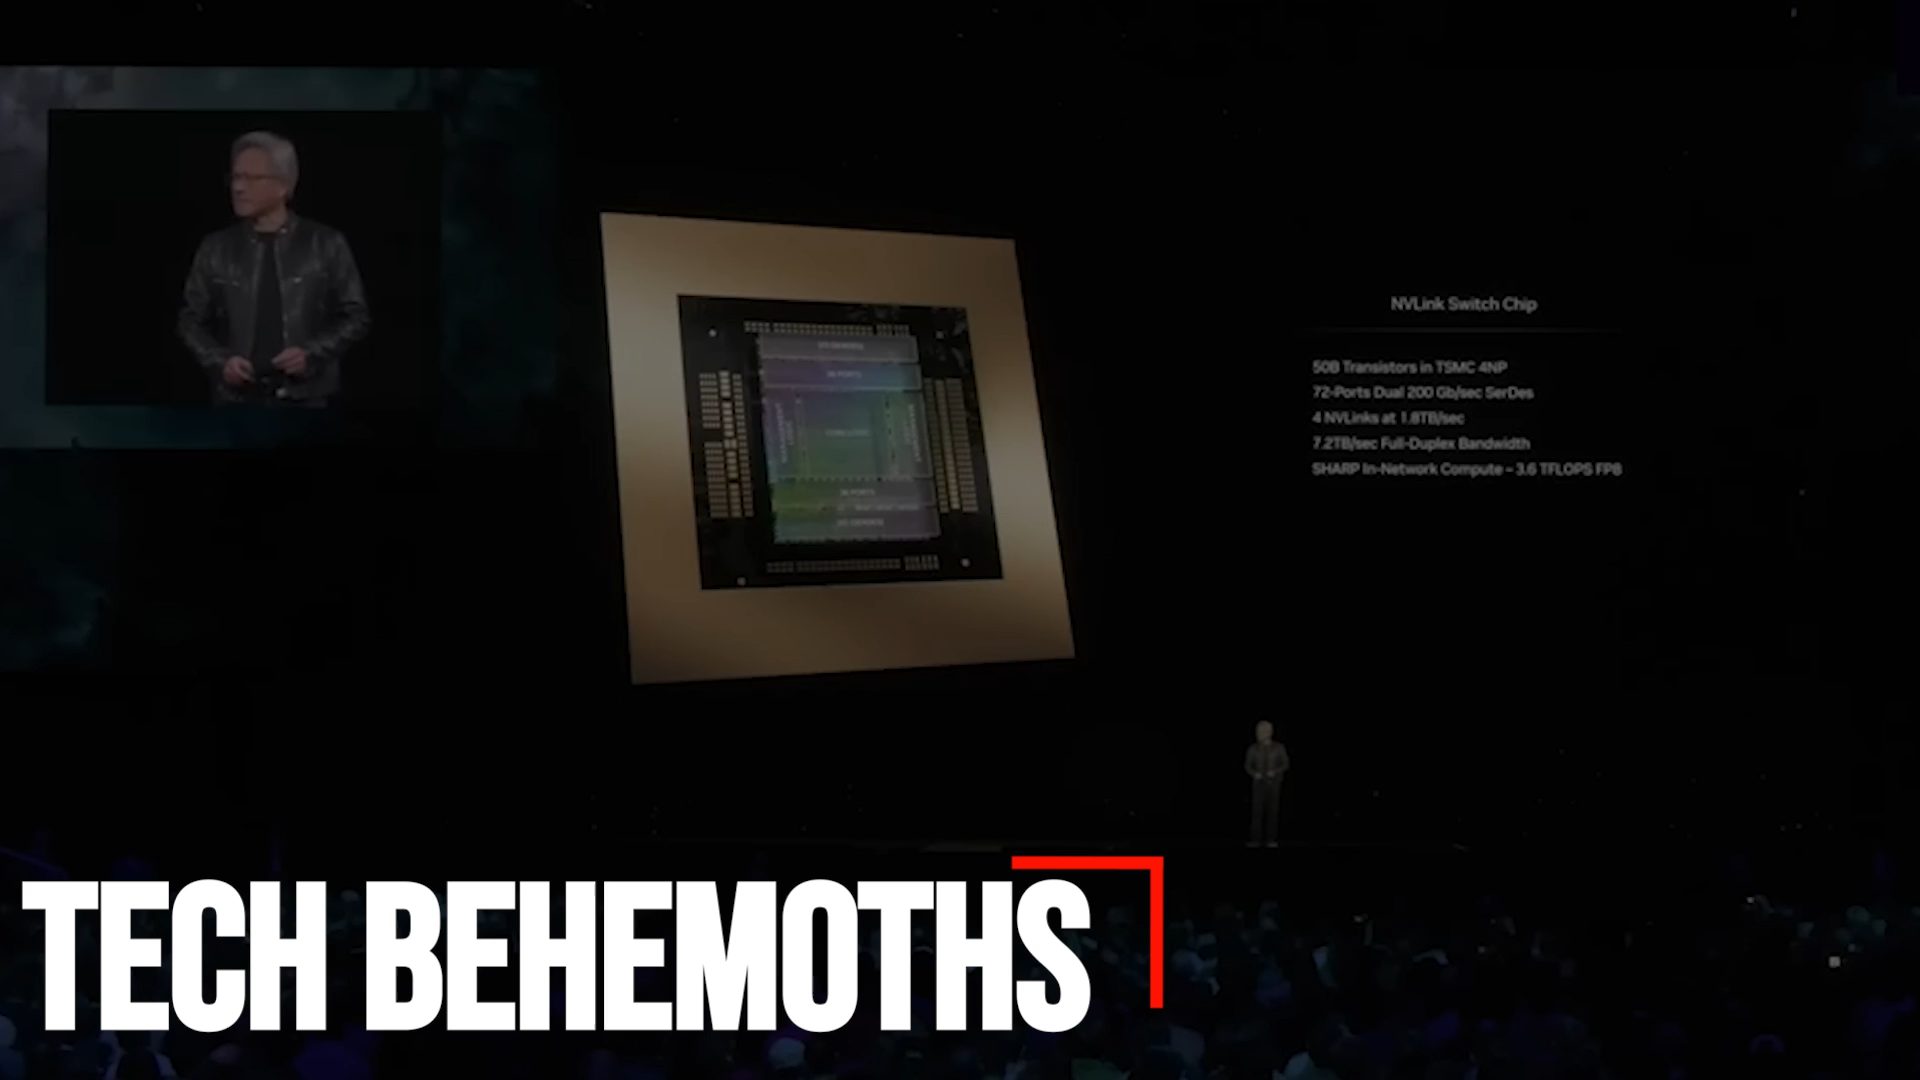 NVLink Switch Chip
50B Transistors in TSMC 4NP
72-Ports Dual 200 Gb/sec SerDes
4 NVLinks at 1.8TB/sec
7.2TB/sec Full-Duplex Bandwidth
SHARP In-Network Compute – 3.6 TFLOPS FP8
TECH BEHEMOTHS